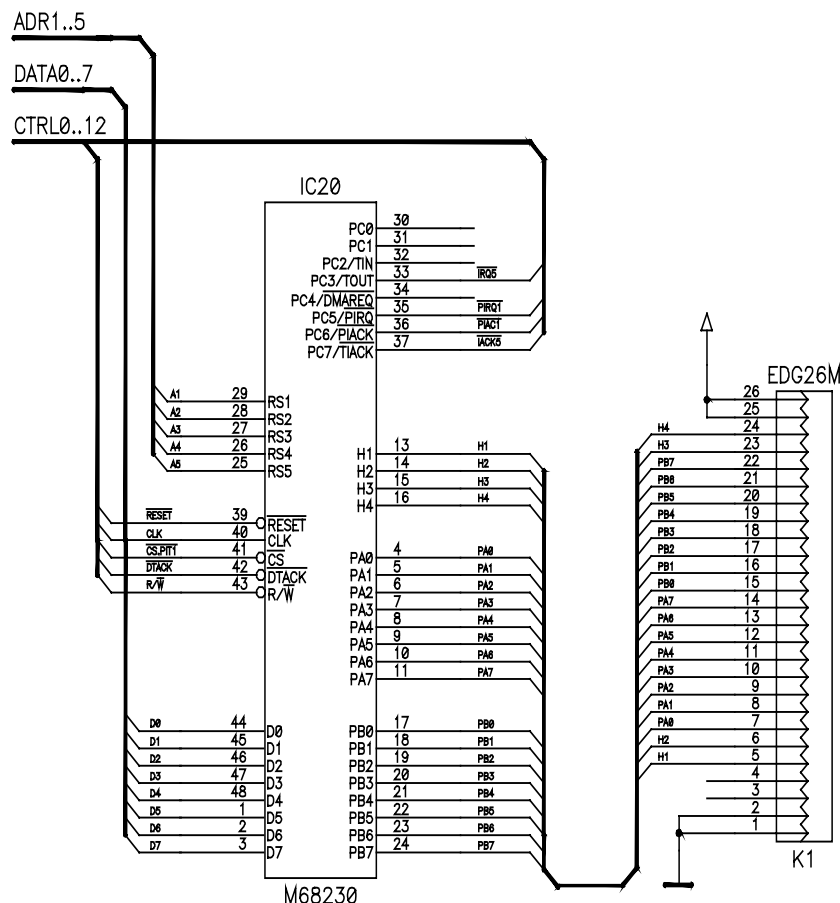 ADR1..5
DATA0..7
CTRL0..12
IC20
PC0 30
PC1 31
PC2/TIN 32
PC3/TOUT 33 IRQ5
PC4/DMAREQ 34
PC5/PIRQ 35 PIRQ1
PC6/PIACK 36 PIAC1
PC7/TIACK 37 IACK5
A1 29 RS1
A2 28 RS2
A3 27 RS3
A4 26 RS4
A5 25 RS5
H1 13 H1
H2 14 H2
H3 15 H3
H4 16 H4
RESET 39 RESET
CLK 40 CLK
CS.PIT1 41 CS
DTACK 42 DTACK
R/W 43 R/W
PA0 4 PA0
PA1 5 PA1
PA2 6 PA2
PA3 7 PA3
PA4 8 PA4
PA5 9 PA5
PA6 10 PA6
PA7 11 PA7
D0 44 D0
D1 45 D1
D2 46 D2
D3 47 D3
D4 48 D4
D5 1 D5
D6 2 D6
D7 3 D7
PB0 17 PB0
PB1 18 PB1
PB2 19 PB2
PB3 20 PB3
PB4 21 PB4
PB5 22 PB5
PB6 23 PB6
PB7 24 PB7
M68230
EDG26M
26
25
H4 24
H3 23
PB7 22
PB6 21
PB5 20
PB4 19
PB3 18
PB2 17
PB1 16
PB0 15
PA7 14
PA6 13
PA5 12
PA4 11
PA3 10
PA2 9
PA1 8
PA0 7
H2 6
H1 5
4
3
2
1
K1